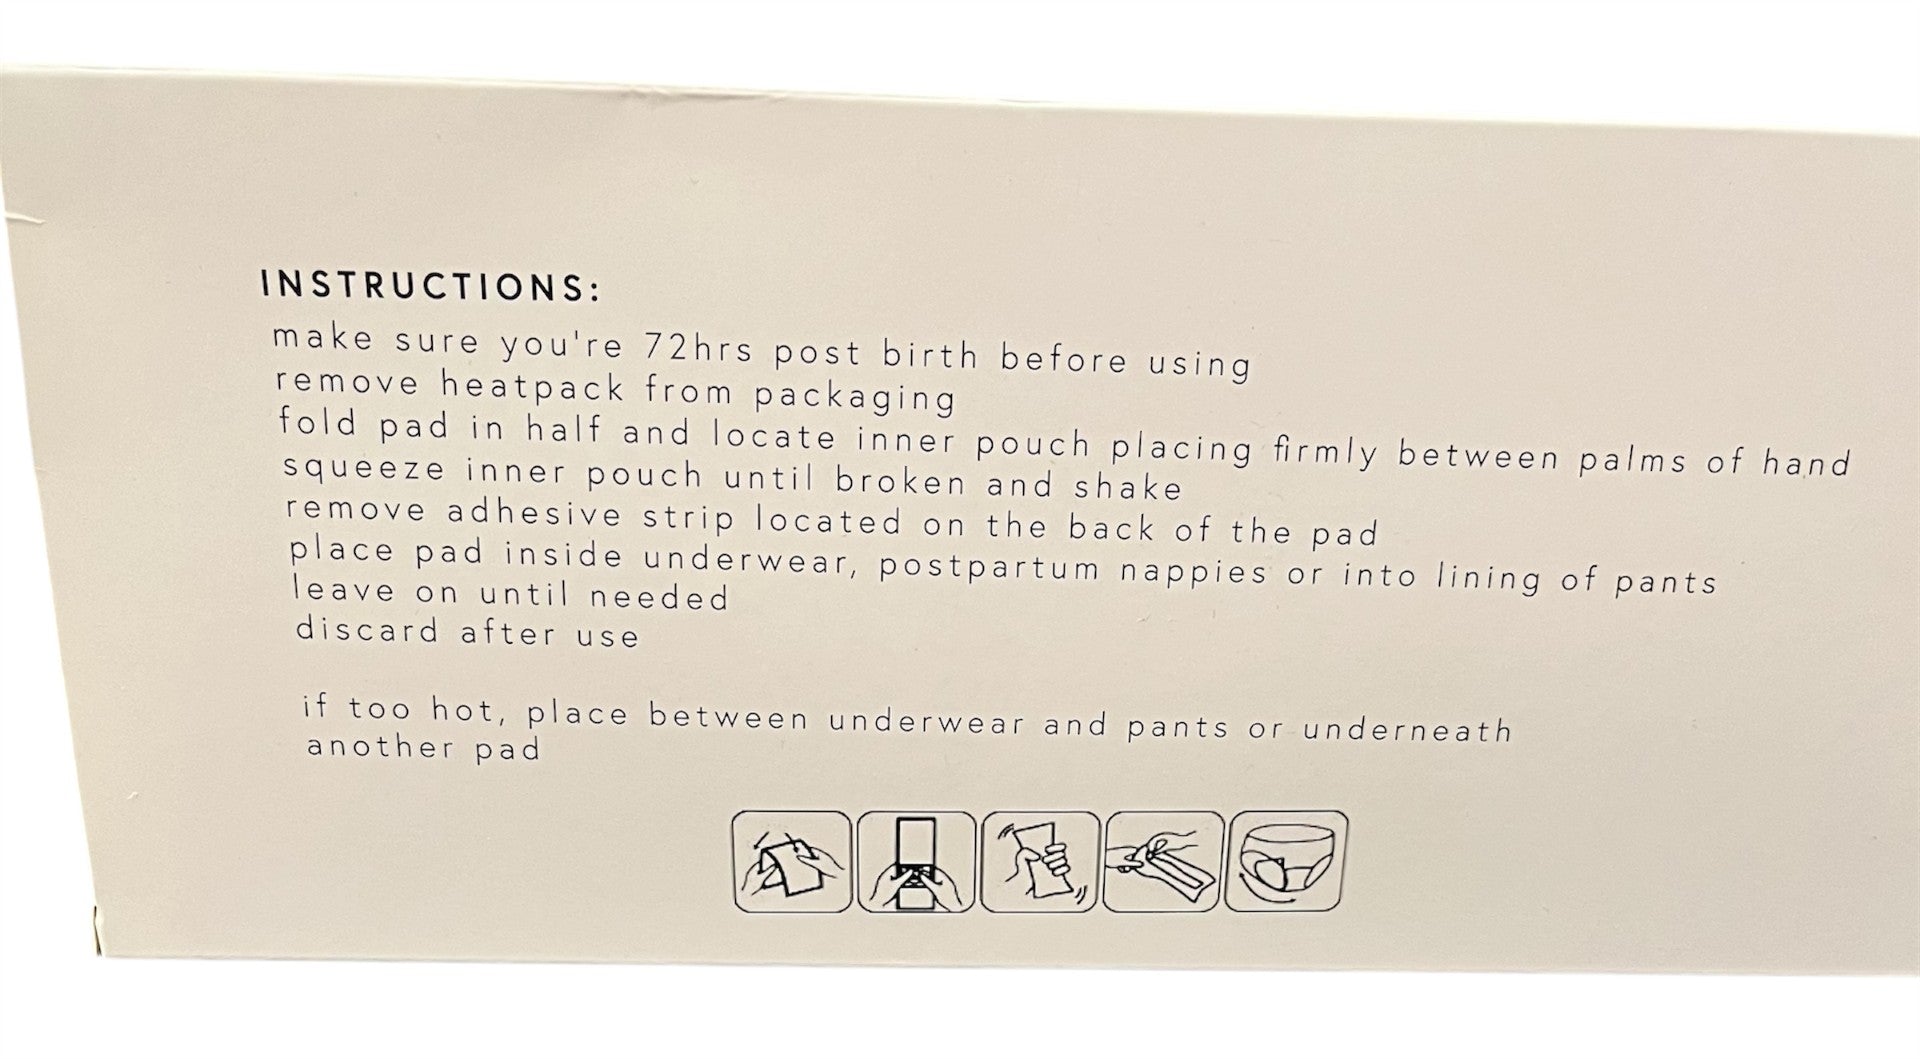 INSTRUCTIONS:
make sure you're 72hrs post birth before using
remove heatpack from packaging
fold pad in half and locate inner pouch placing firmly between palms of hand
squeeze inner pouch until broken and shake
remove adhesive strip located on the back of the pad
place pad inside underwear, postpartum nappies or into lining of pants
leave on until needed
discard after use
if too hot, place between underwear and pants or underneath
another pad